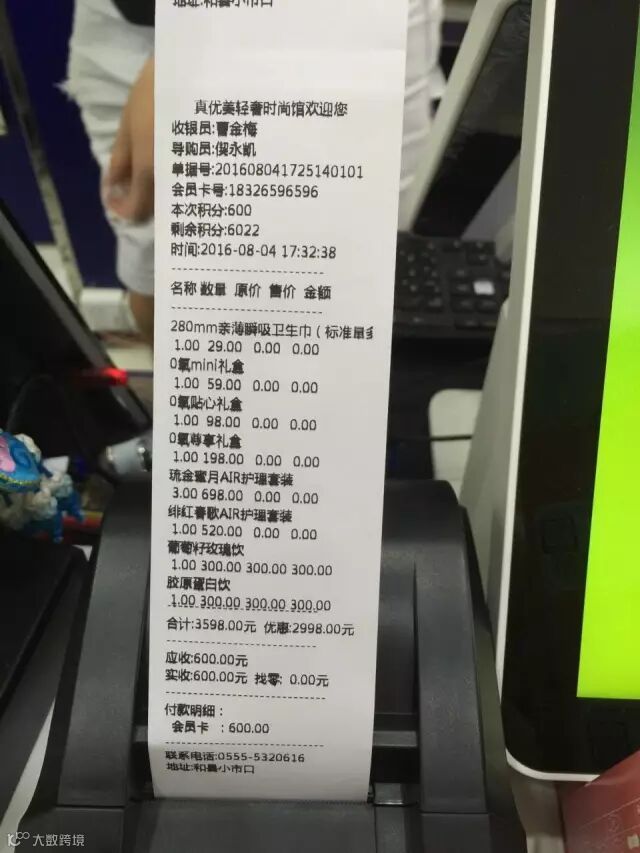 地址:和县小市口
真优美轻奢时尚馆欢迎您
收银员:曹金梅
导购员:倪永凯
单据号:201608041725140101
会员卡号:18326596596
本次积分:600
剩余积分:6022
时间:2016-08-04 17:32:38
名称 数量 原价 售价 金额
280mm亲薄瞬吸卫生巾(标准量多
1.00 29.00 0.00 0.00
0氧mini礼盒
1.00 59.00 0.00 0.00
0氧贴心礼盒
1.00 98.00 0.00 0.00
0氧尊享礼盒
1.00 198.00 0.00 0.00
琉金蜜月AIR护理套装
3.00 698.00 0.00 0.00
绯红春歌AIR护理套装
1.00 520.00 0.00 0.00
葡萄籽玫瑰饮
1.00 300.00 300.00 300.00
胶原蛋白饮
1.00 300.00 300.00 300.00
合计:3598.00元 优惠:2998.00元
应收:600.00元
实收:600.00元 找零: 0.00元
付款明细:
会员卡 :600.00
联系电话:0555-5320616
地址:和县小市口
大数跨境